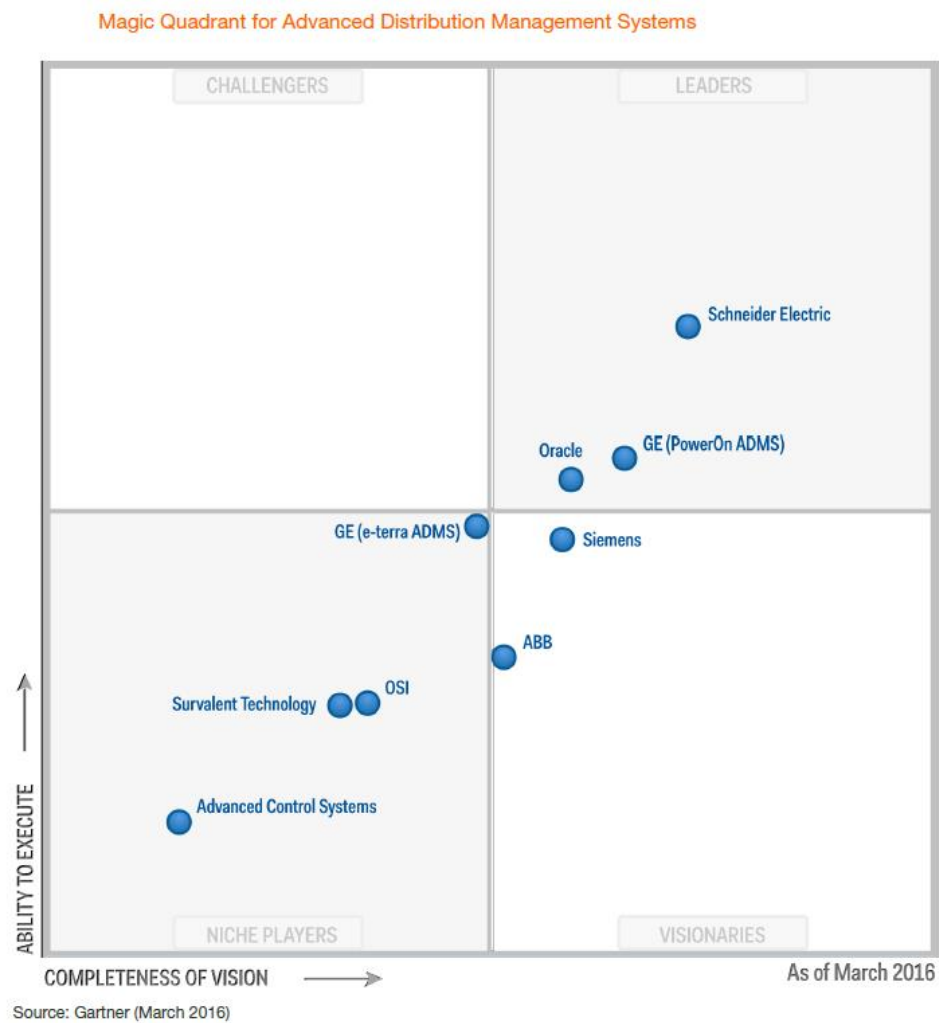 Magic Quadrant for Advanced Distribution Management Systems
CHALLENGERS
LEADERS
Schneider Electric
GE (PowerOn ADMS)
Oracle
GE (e-terra ADMS)
Siemens
ABB
OSI
Survalent Technology
Advanced Control Systems
NICHE PLAYERS
VISIONARIES
ABILITY TO EXECUTE
COMPLETENESS OF VISION
As of March 2016
Source: Gartner (March 2016)